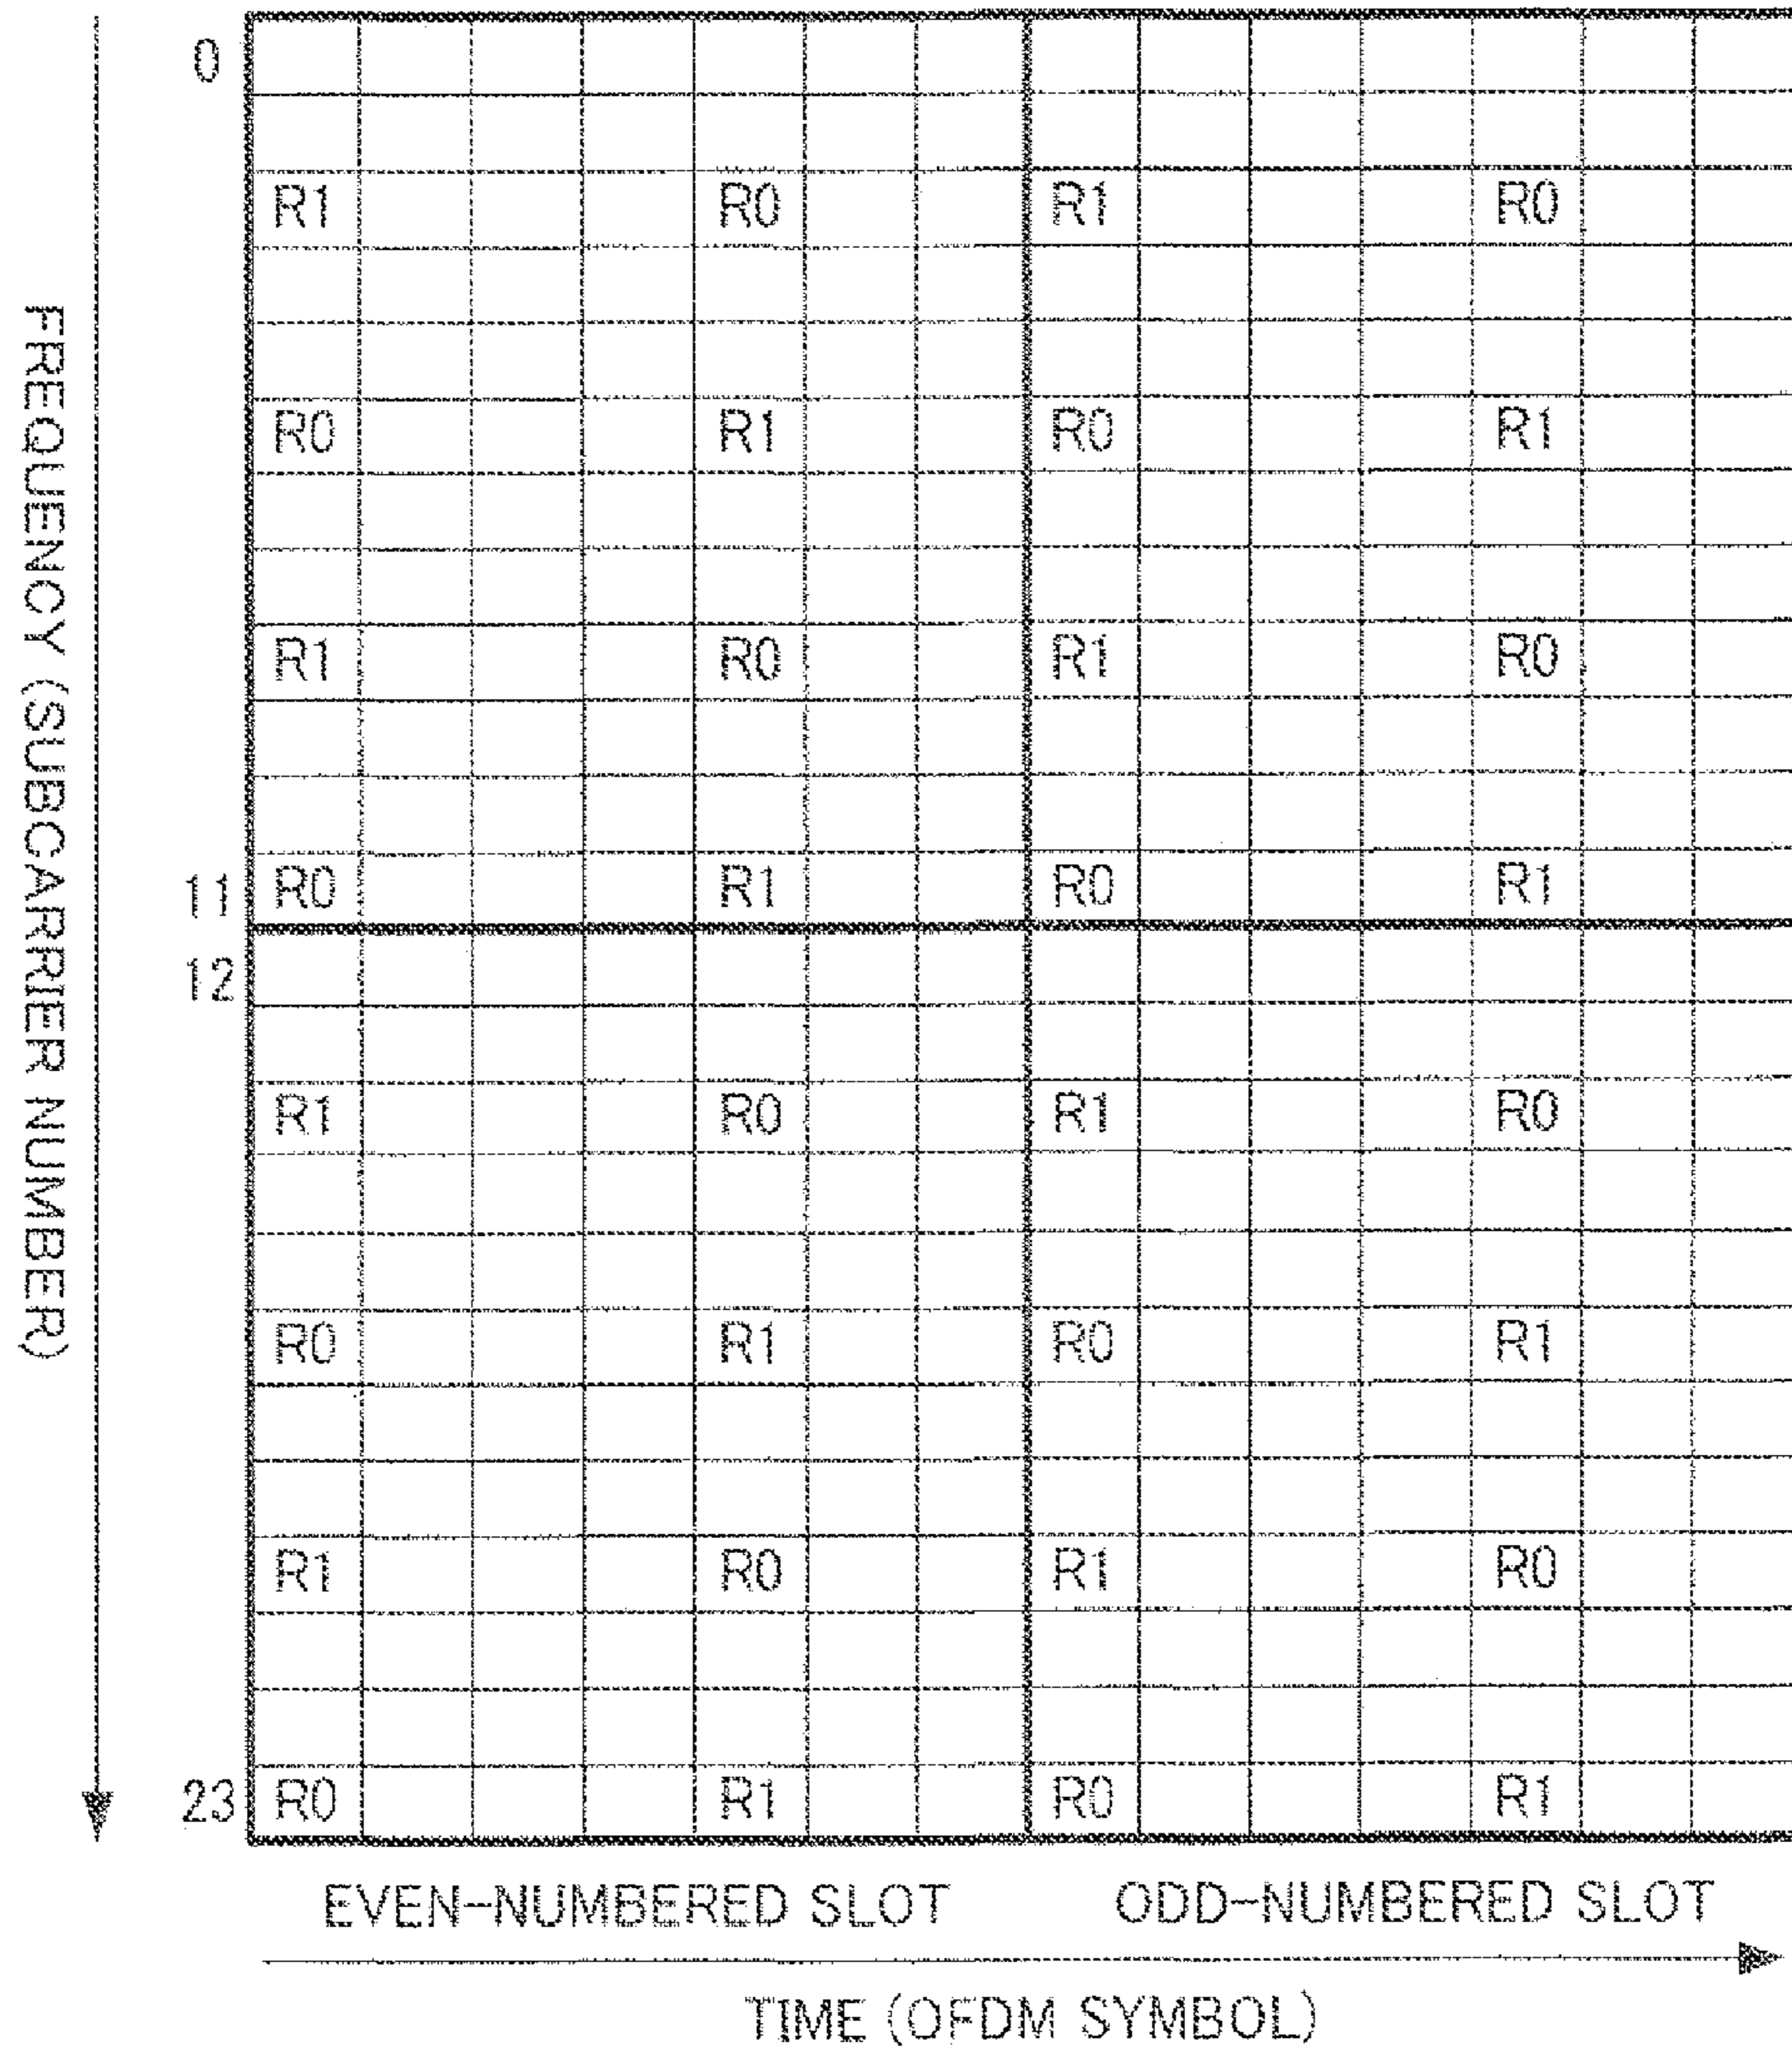 FREQUENCY (SUBCARRIER NUMBER)
0
R1 R0 R1 R0
R0 R1 R0 R1
R1 R0 R1 R0
11 R0 R1 R0 R1
12
R1 R0 R1 R0
R0 R1 R0 R1
R1 R0 R1 R0
23 R0 R1 R0 R1
EVEN-NUMBERED SLOT ODD-NUMBERED SLOT
TIME (OFDM SYMBOL)